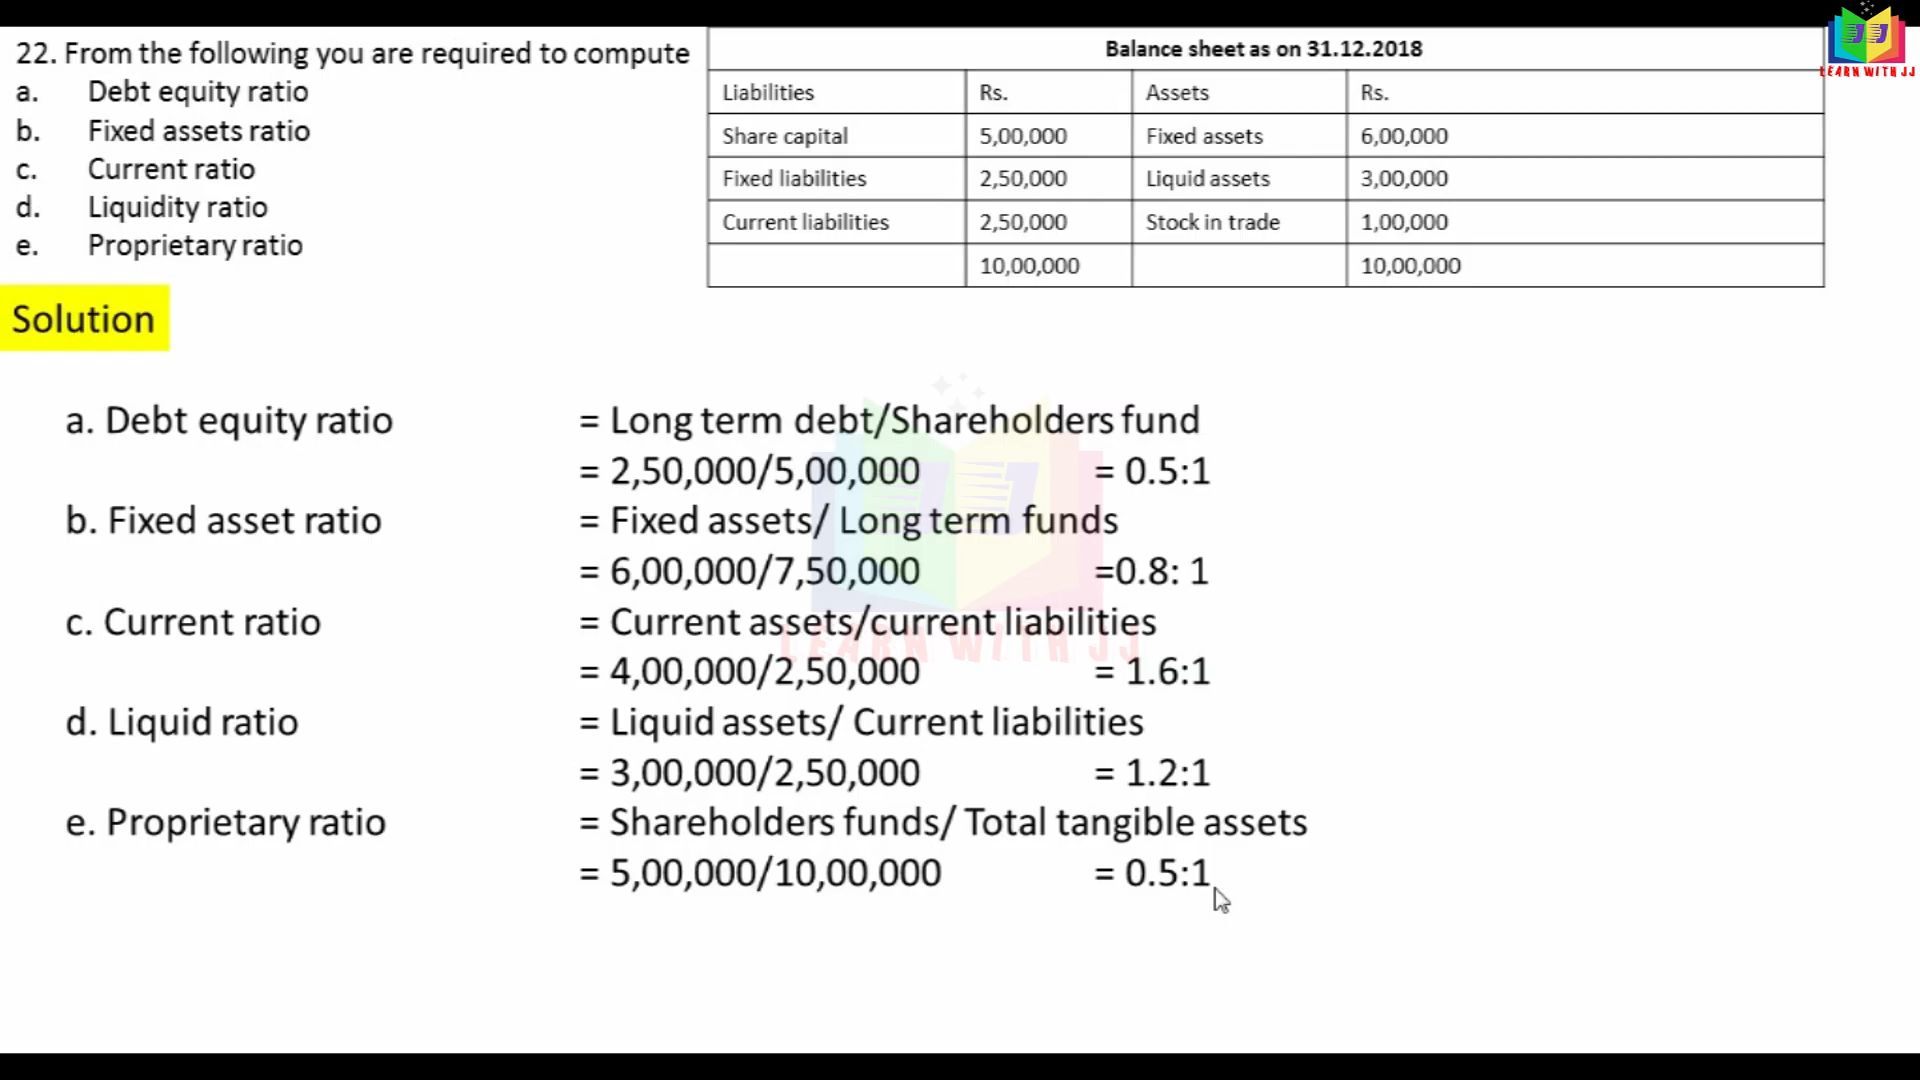 22. From the following you are required to compute
a. Debt equity ratio
b. Fixed assets ratio
c. Current ratio
d. Liquidity ratio
e. Proprietary ratio
Balance sheet as on 31.12.2018
Liabilities Rs. Assets Rs.
Share capital 5,00,000 Fixed assets 6,00,000
Fixed liabilities 2,50,000 Liquid assets 3,00,000
Current liabilities 2,50,000 Stock in trade 1,00,000
10,00,000 10,00,000
JJ
LEARN WITH JJ
Solution
a. Debt equity ratio = Long term debt/Shareholders fund
= 2,50,000/5,00,000 = 0.5:1
b. Fixed asset ratio = Fixed assets/ Long term funds
= 6,00,000/7,50,000 =0.8: 1
c. Current ratio = Current assets/current liabilities
LEARN WITH JJ
= 4,00,000/2,50,000 = 1.6:1
d. Liquid ratio = Liquid assets/ Current liabilities
= 3,00,000/2,50,000 = 1.2:1
e. Proprietary ratio = Shareholders funds/ Total tangible assets
= 5,00,000/10,00,000 = 0.5:1